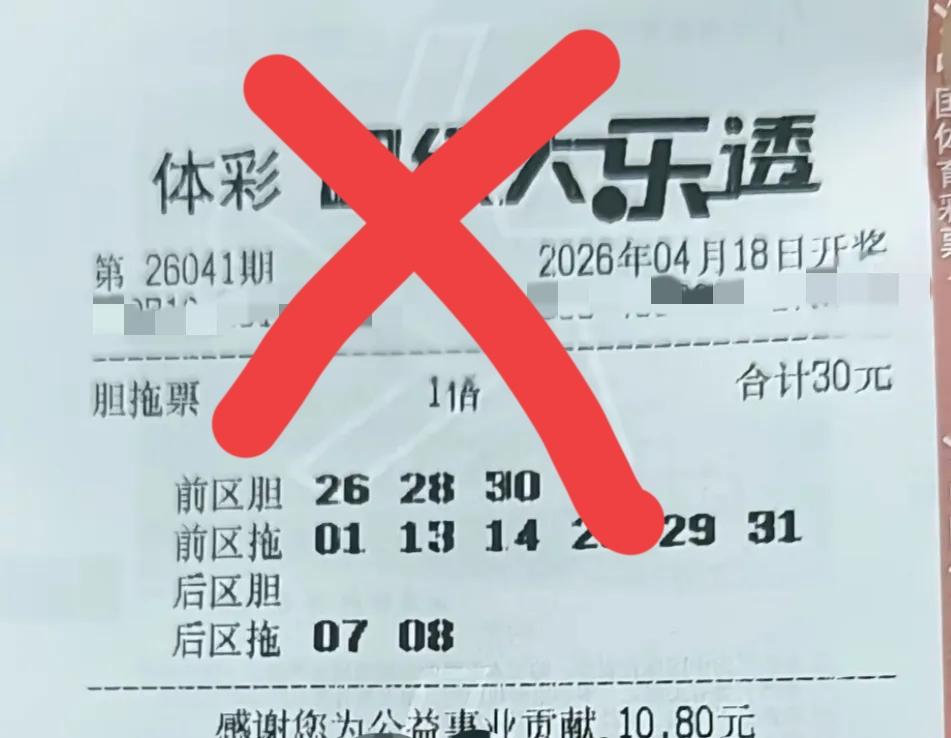 体彩 大乐透
第 26041期 2026年04月18日开奖
胆拖票 1倍 合计30元
前区胆 26 28 30
前区拖 01 13 14 29 31
后区胆
后区拖 07 08
感谢您为公益事业贡献 10.80元